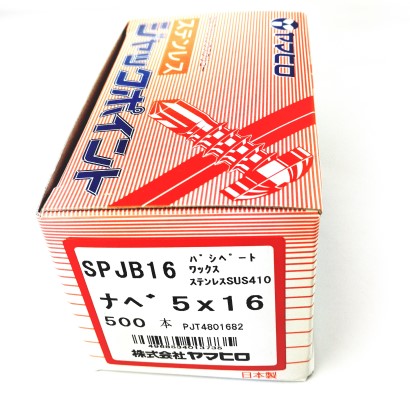 ヤマヒロ
ステンレス
ジャックポイント
SPJB16
パシペート
ワックス
ステンレスSUS410
ナベ 5x16
500 本 PJT4801682
株式会社ヤマヒロ
日本製